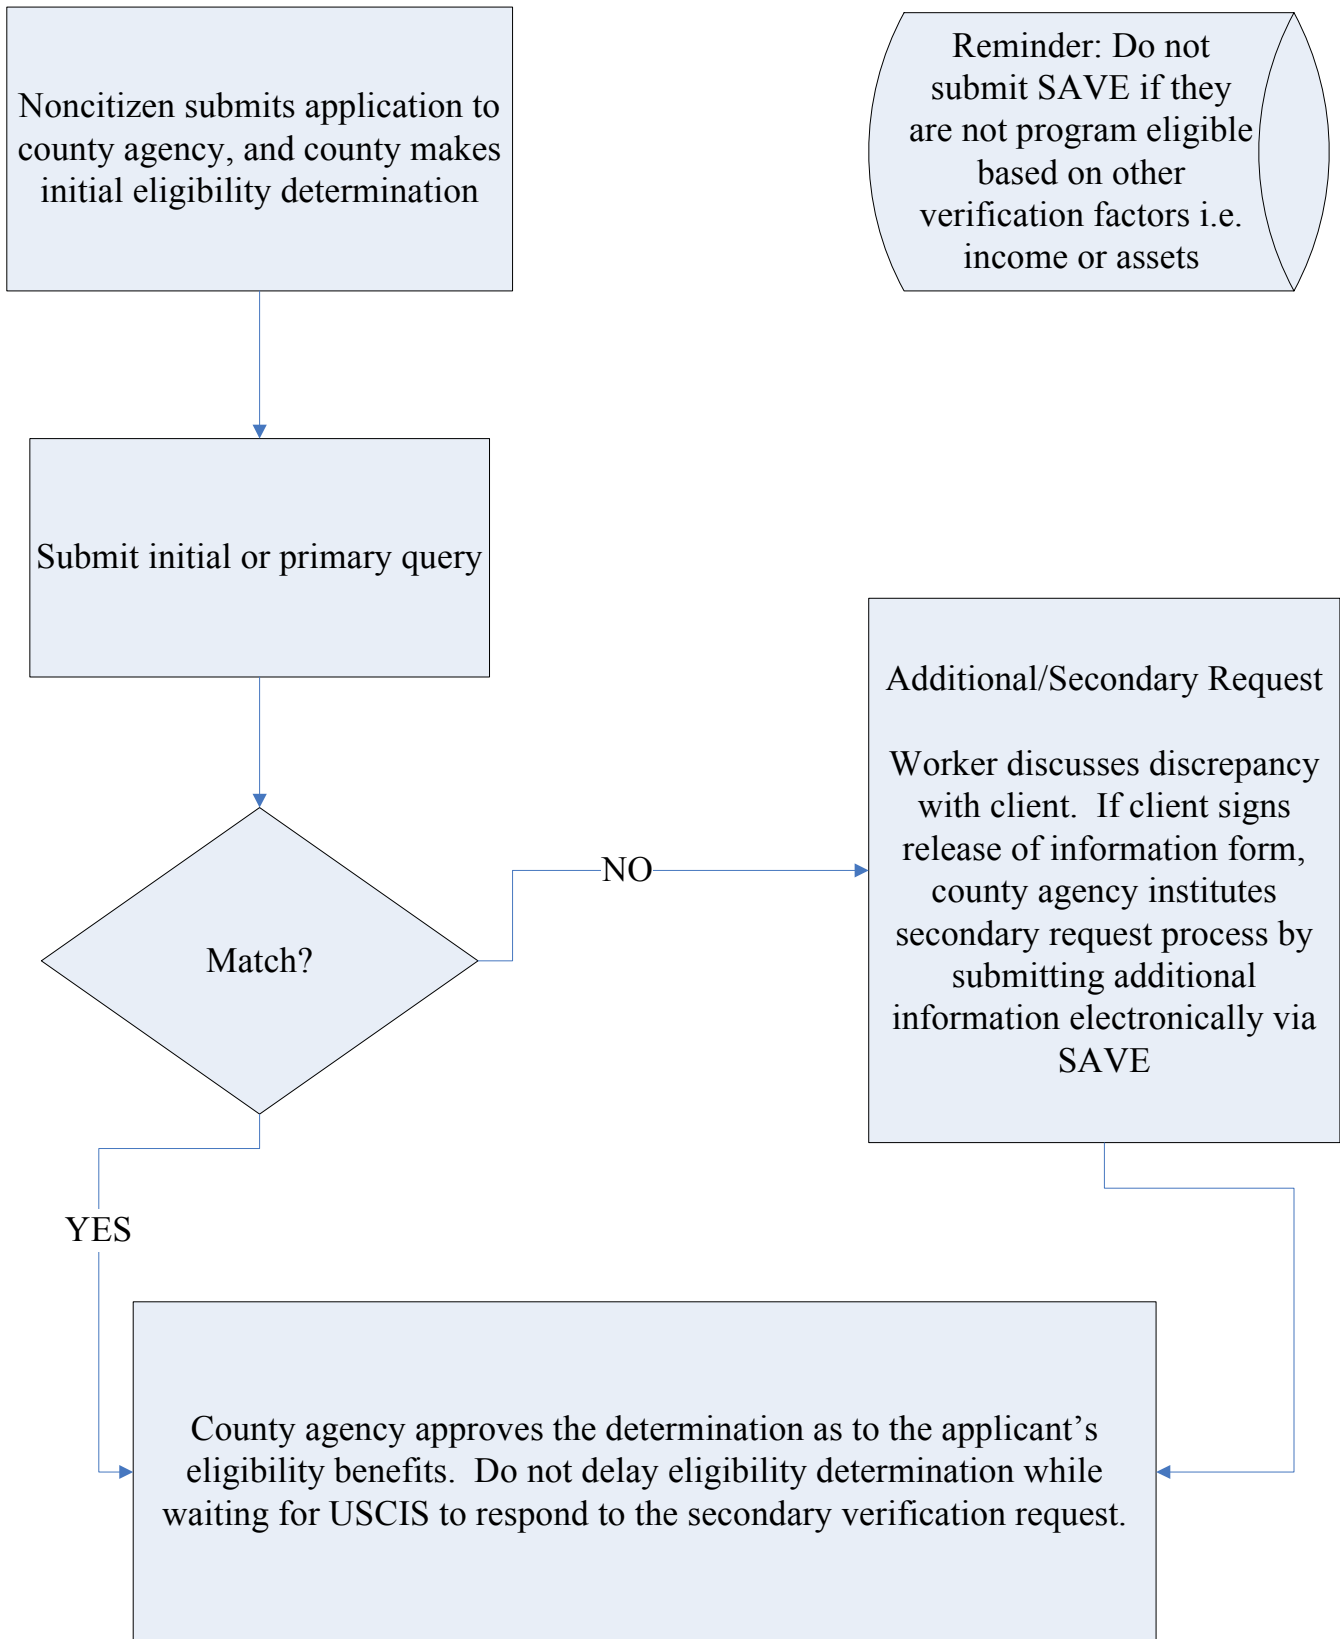 Noncitizen submits application to
county agency, and county makes
initial eligibility determination
Reminder: Do not
submit SAVE if they
are not program eligible
based on other
verification factors i.e.
income or assets
Submit initial or primary query
Match?
NO
Additional/Secondary Request
Worker discusses discrepancy
with client.  If client signs
release of information form,
county agency institutes
secondary request process by
submitting additional
information electronically via
SAVE
YES
County agency approves the determination as to the applicant’s
eligibility benefits.  Do not delay eligibility determination while
waiting for USCIS to respond to the secondary verification request.